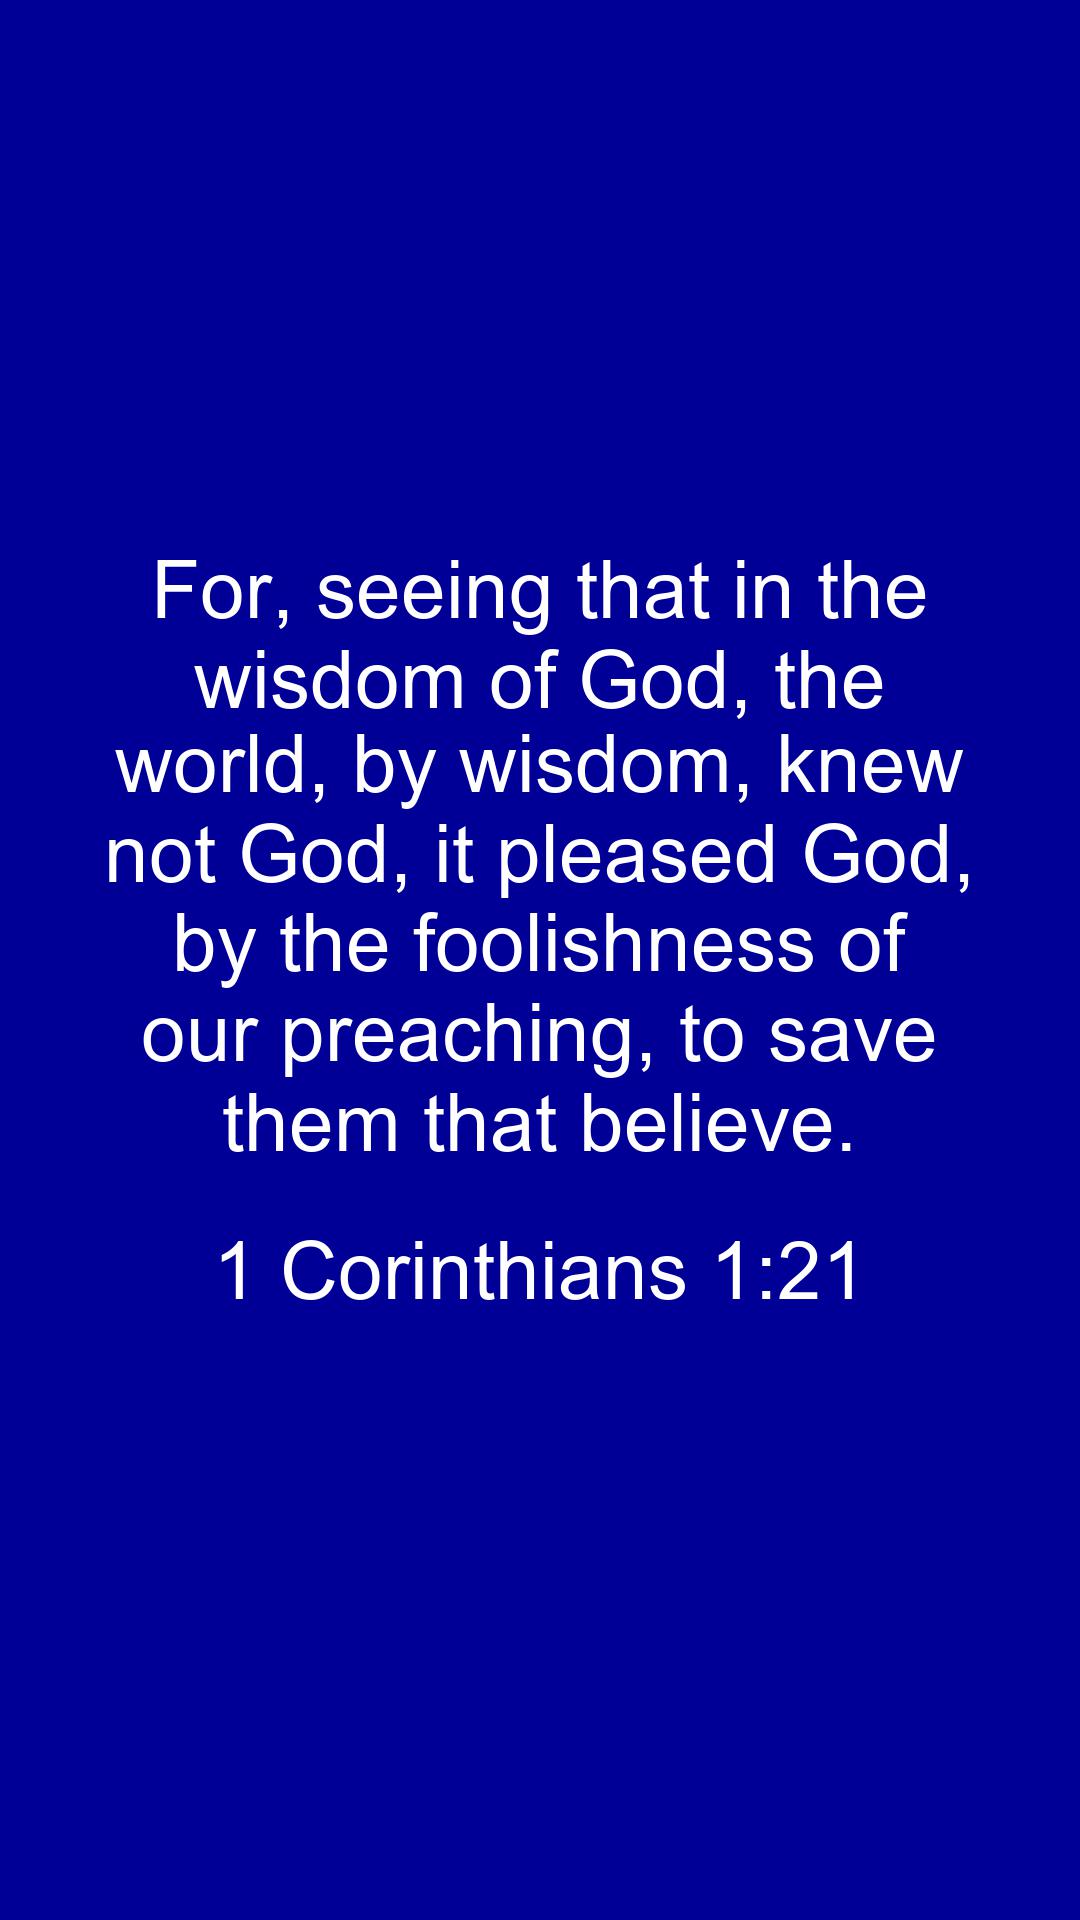 For, seeing that in the
wisdom of God, the
world, by wisdom, knew
not God, it pleased God,
by the foolishness of
our preaching, to save
them that believe.
1 Corinthians 1:21